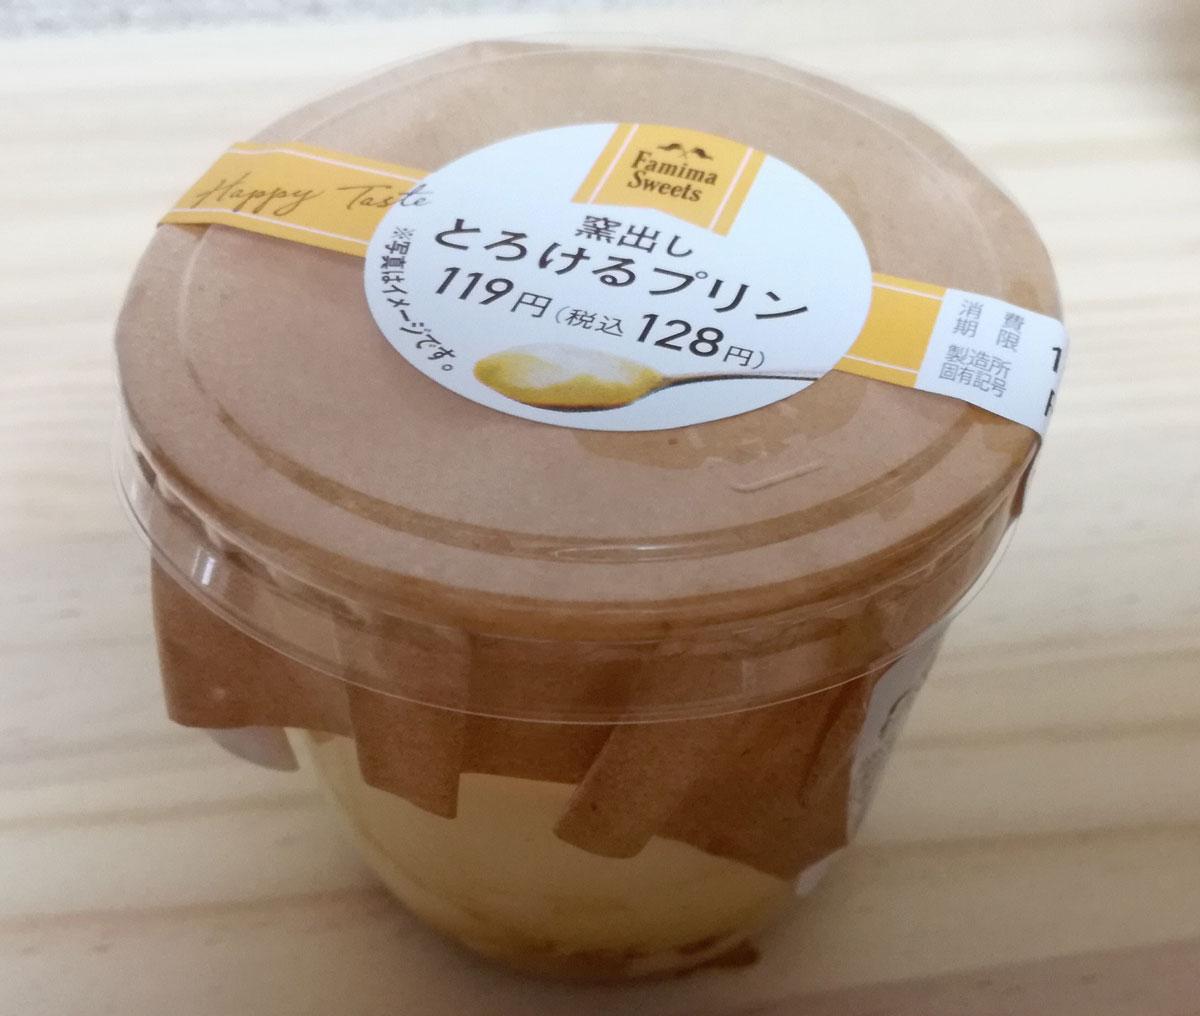 Happy Taste
Famima
Sweets
窯出し
とろけるプリン
119円(税込128円)
※写真はイメージです。
消費
期限
製造所
固有記号